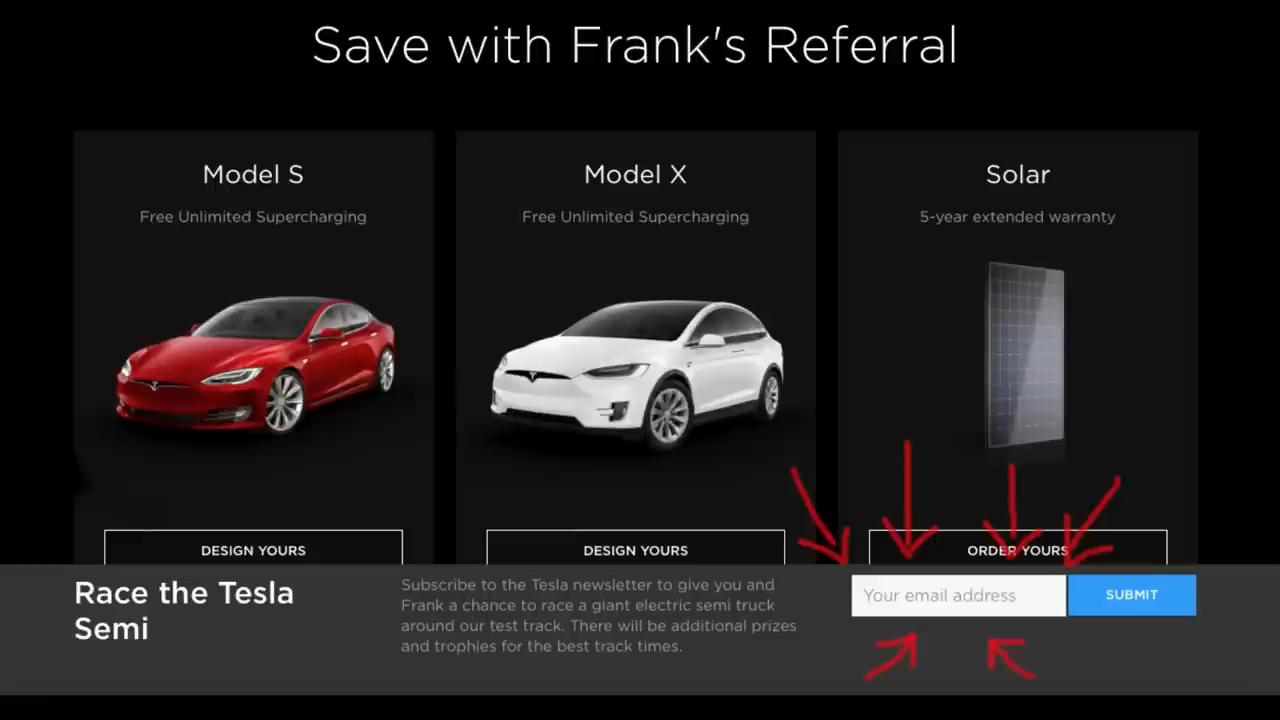 Save with Frank's Referral
Model S
Free Unlimited Supercharging
DESIGN YOURS
Model X
Free Unlimited Supercharging
DESIGN YOURS
Solar
5-year extended warranty
ORDER YOURS
Race the Tesla
Semi
Subscribe to the Tesla newsletter to give you and
Frank a chance to race a giant electric semi truck
around our test track. There will be additional prizes
and trophies for the best track times.
Your email address
SUBMIT